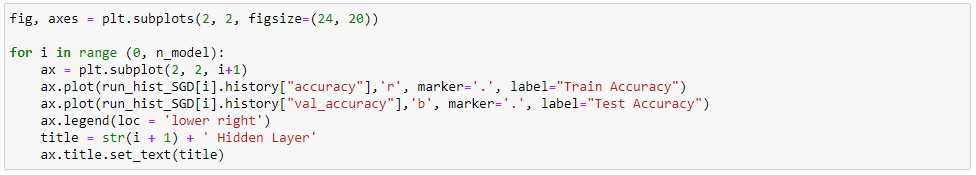 fig, axes = plt.subplots(2, 2, figsize=(24, 20))

for i in range (0, n_model):
    ax = plt.subplot(2, 2, i+1)
    ax.plot(run_hist_SGD[i].history["accuracy"],'r', marker='.', label="Train Accuracy")
    ax.plot(run_hist_SGD[i].history["val_accuracy"],'b', marker='.', label="Test Accuracy")
    ax.legend(loc = 'lower right')
    title = str(i + 1) + ' Hidden Layer'
    ax.title.set_text(title)